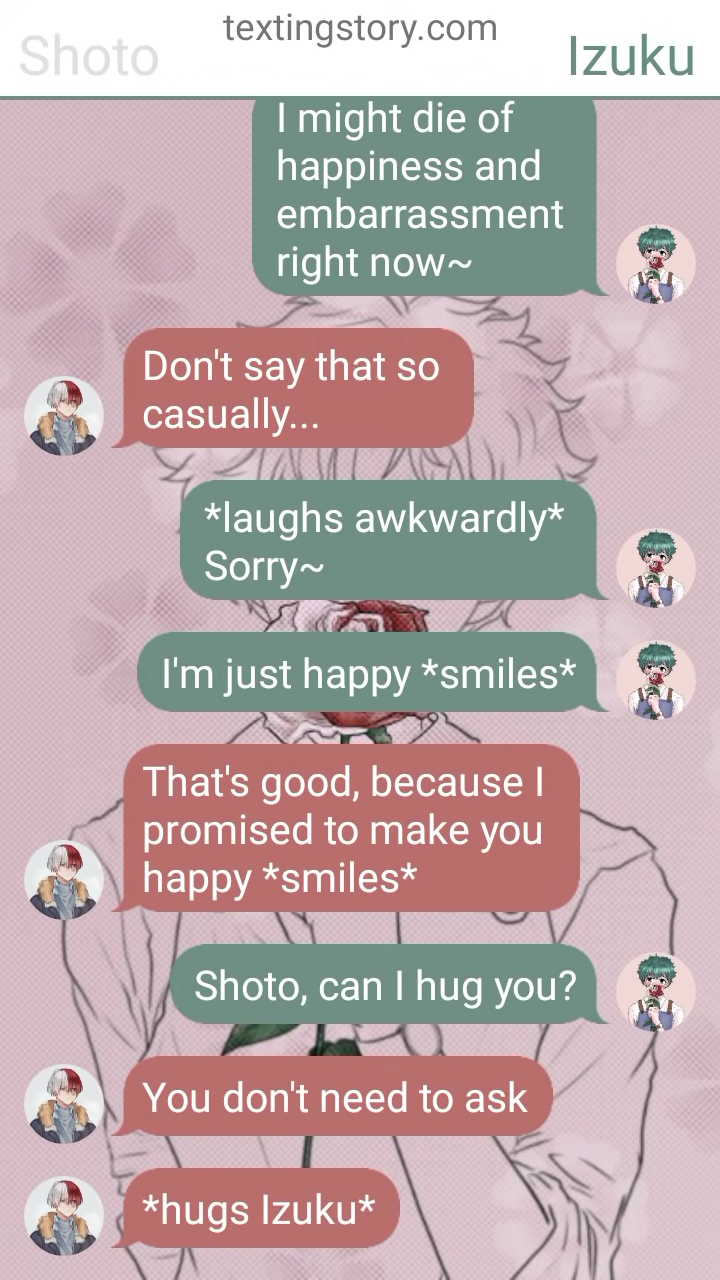 textingstory.com
Shoto
Izuku
I might die of
happiness and
embarrassment
right now~
Don't say that so
casually...
*laughs awkwardly*
Sorry~
I'm just happy *smiles*
That's good, because I
promised to make you
happy *smiles*
Shoto, can I hug you?
You don't need to ask
*hugs Izuku*